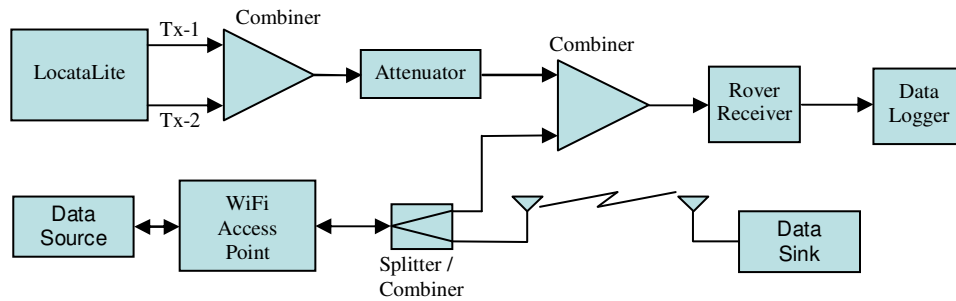 Combiner
Tx-1
LocataLite
Tx-2
Attenuator
Combiner
Rover
Receiver
Data
Logger
Data
Source
WiFi
Access
Point
Splitter /
Combiner
Data
Sink